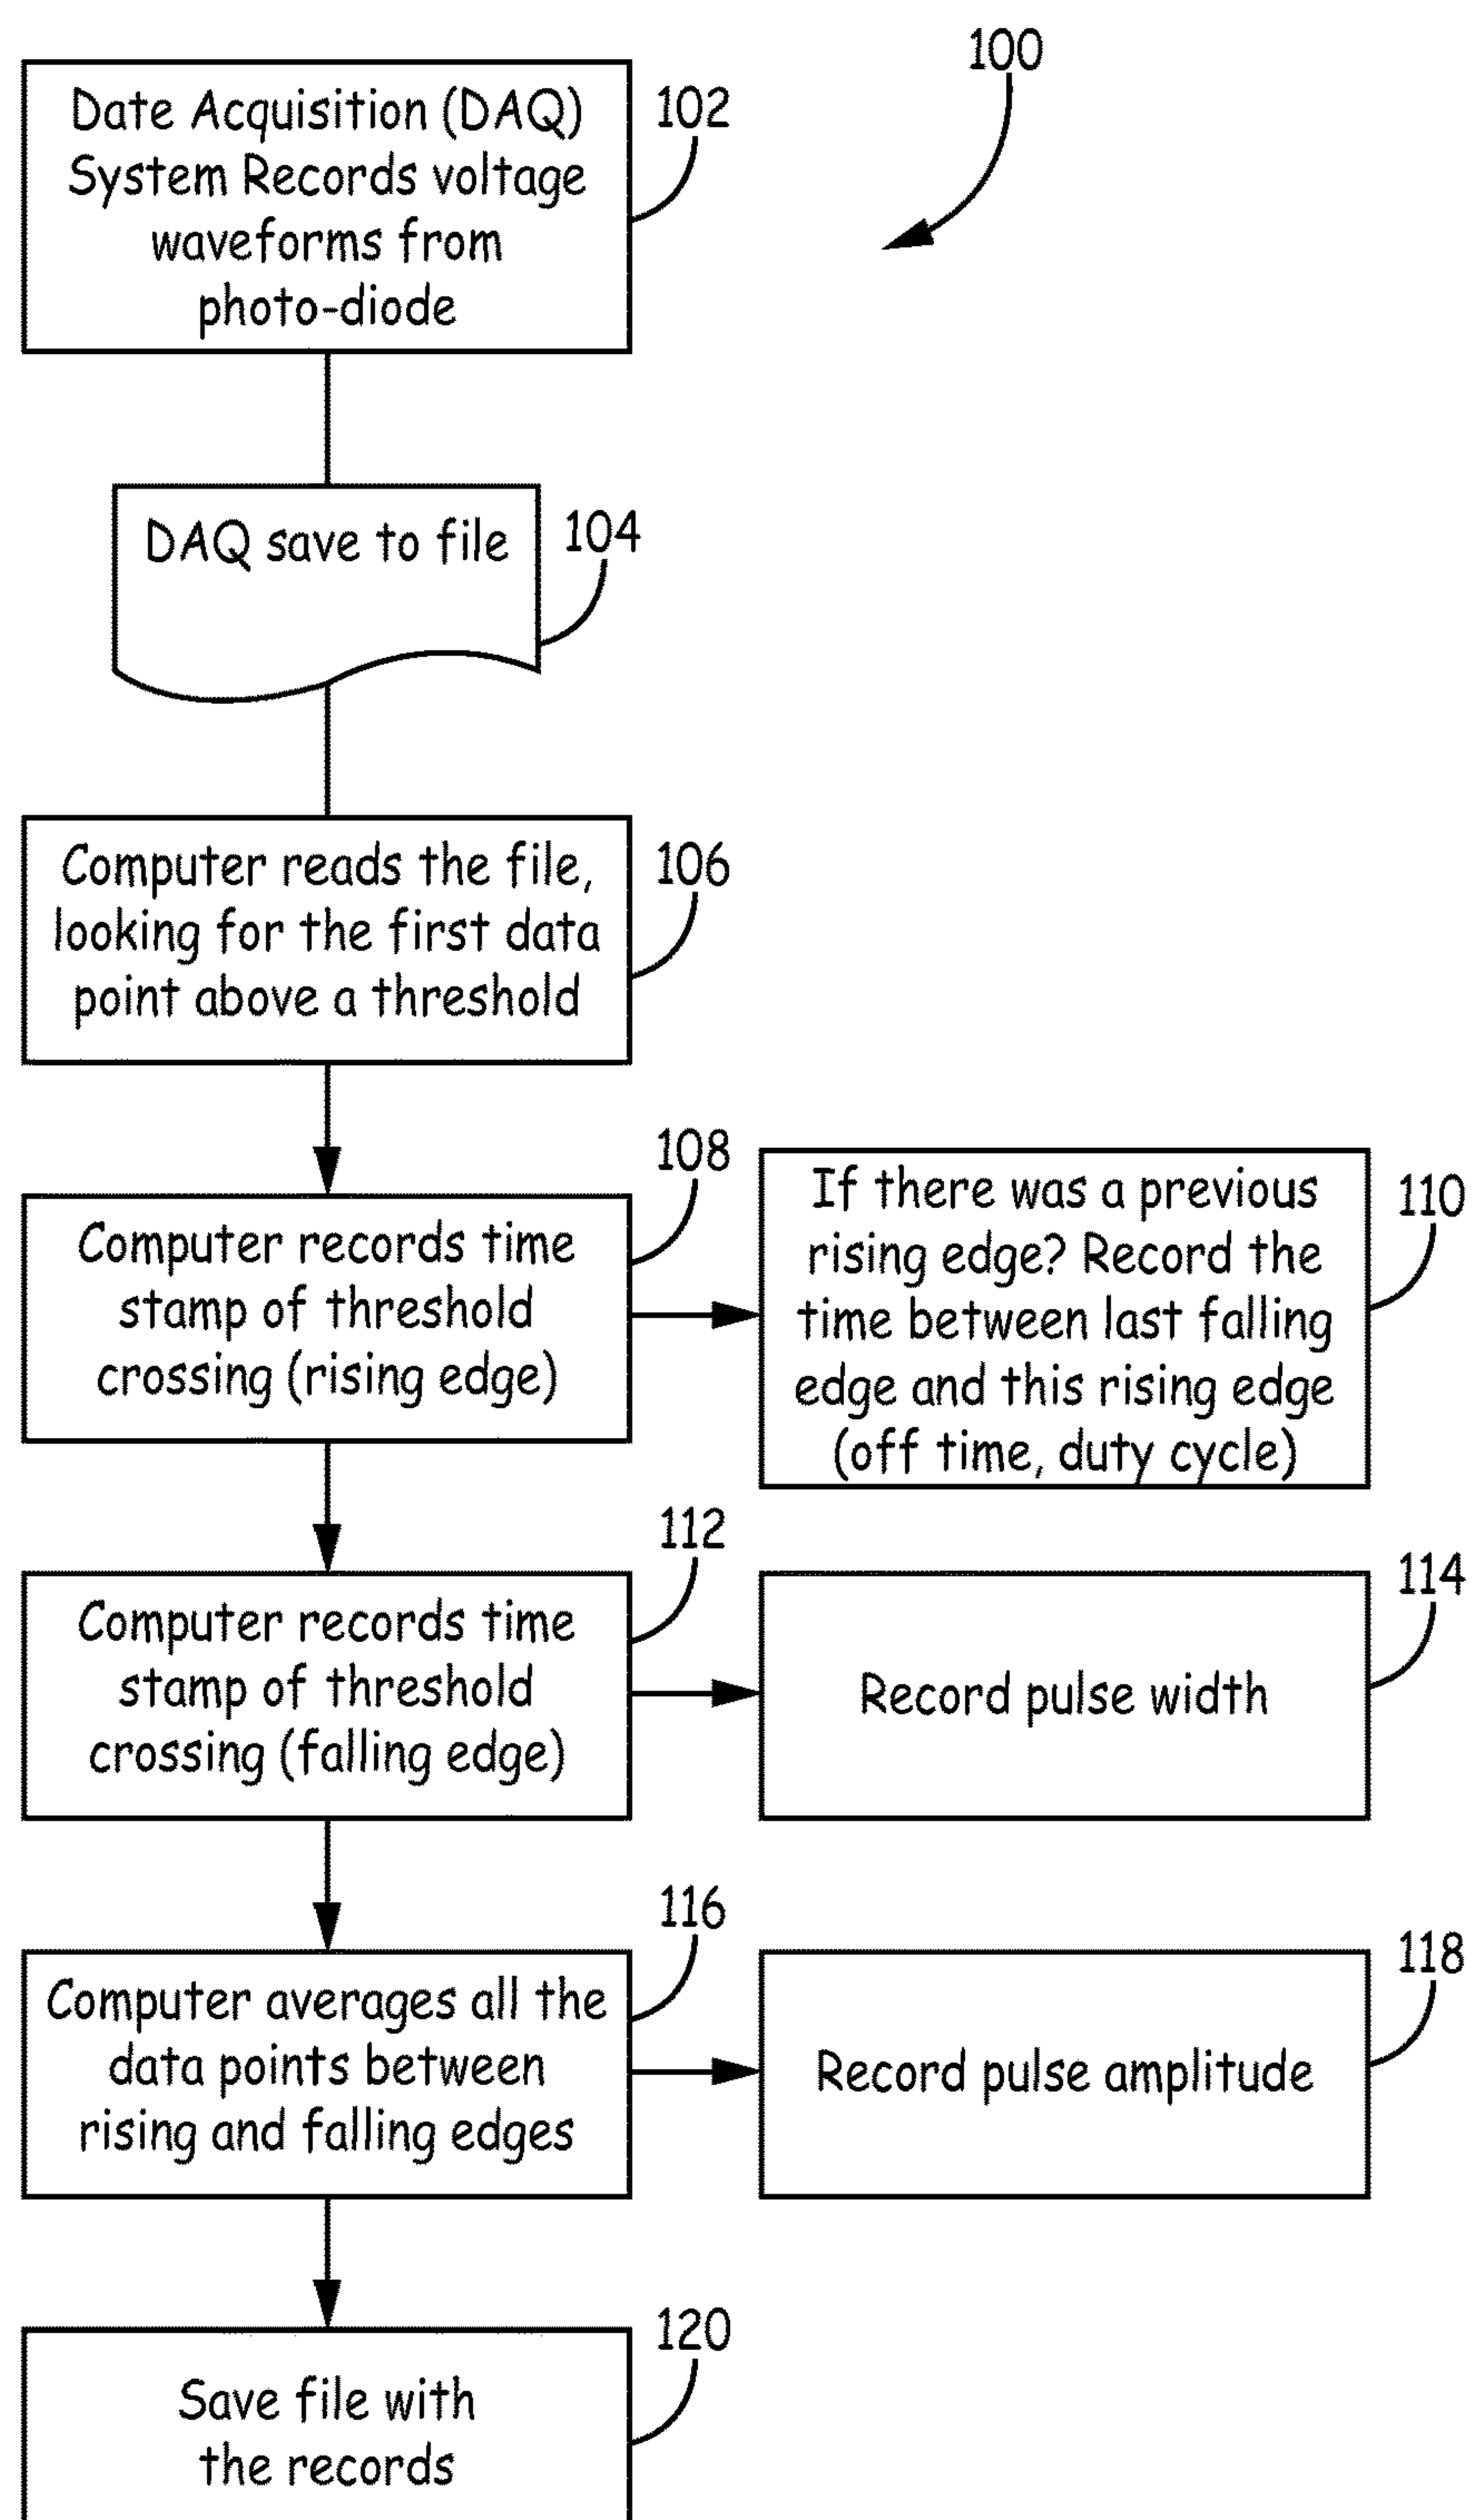 100
Date Acquisition (DAQ)
System Records voltage
waveforms from
photo-diode
102
DAQ save to file
104
Computer reads the file,
looking for the first data
point above a threshold
106
Computer records time
stamp of threshold
crossing (rising edge)
108
If there was a previous
rising edge? Record the
time between last falling
edge and this rising edge
(off time, duty cycle)
110
Computer records time
stamp of threshold
crossing (falling edge)
112
Record pulse width
114
Computer averages all the
data points between
rising and falling edges
116
Record pulse amplitude
118
Save file with
the records
120